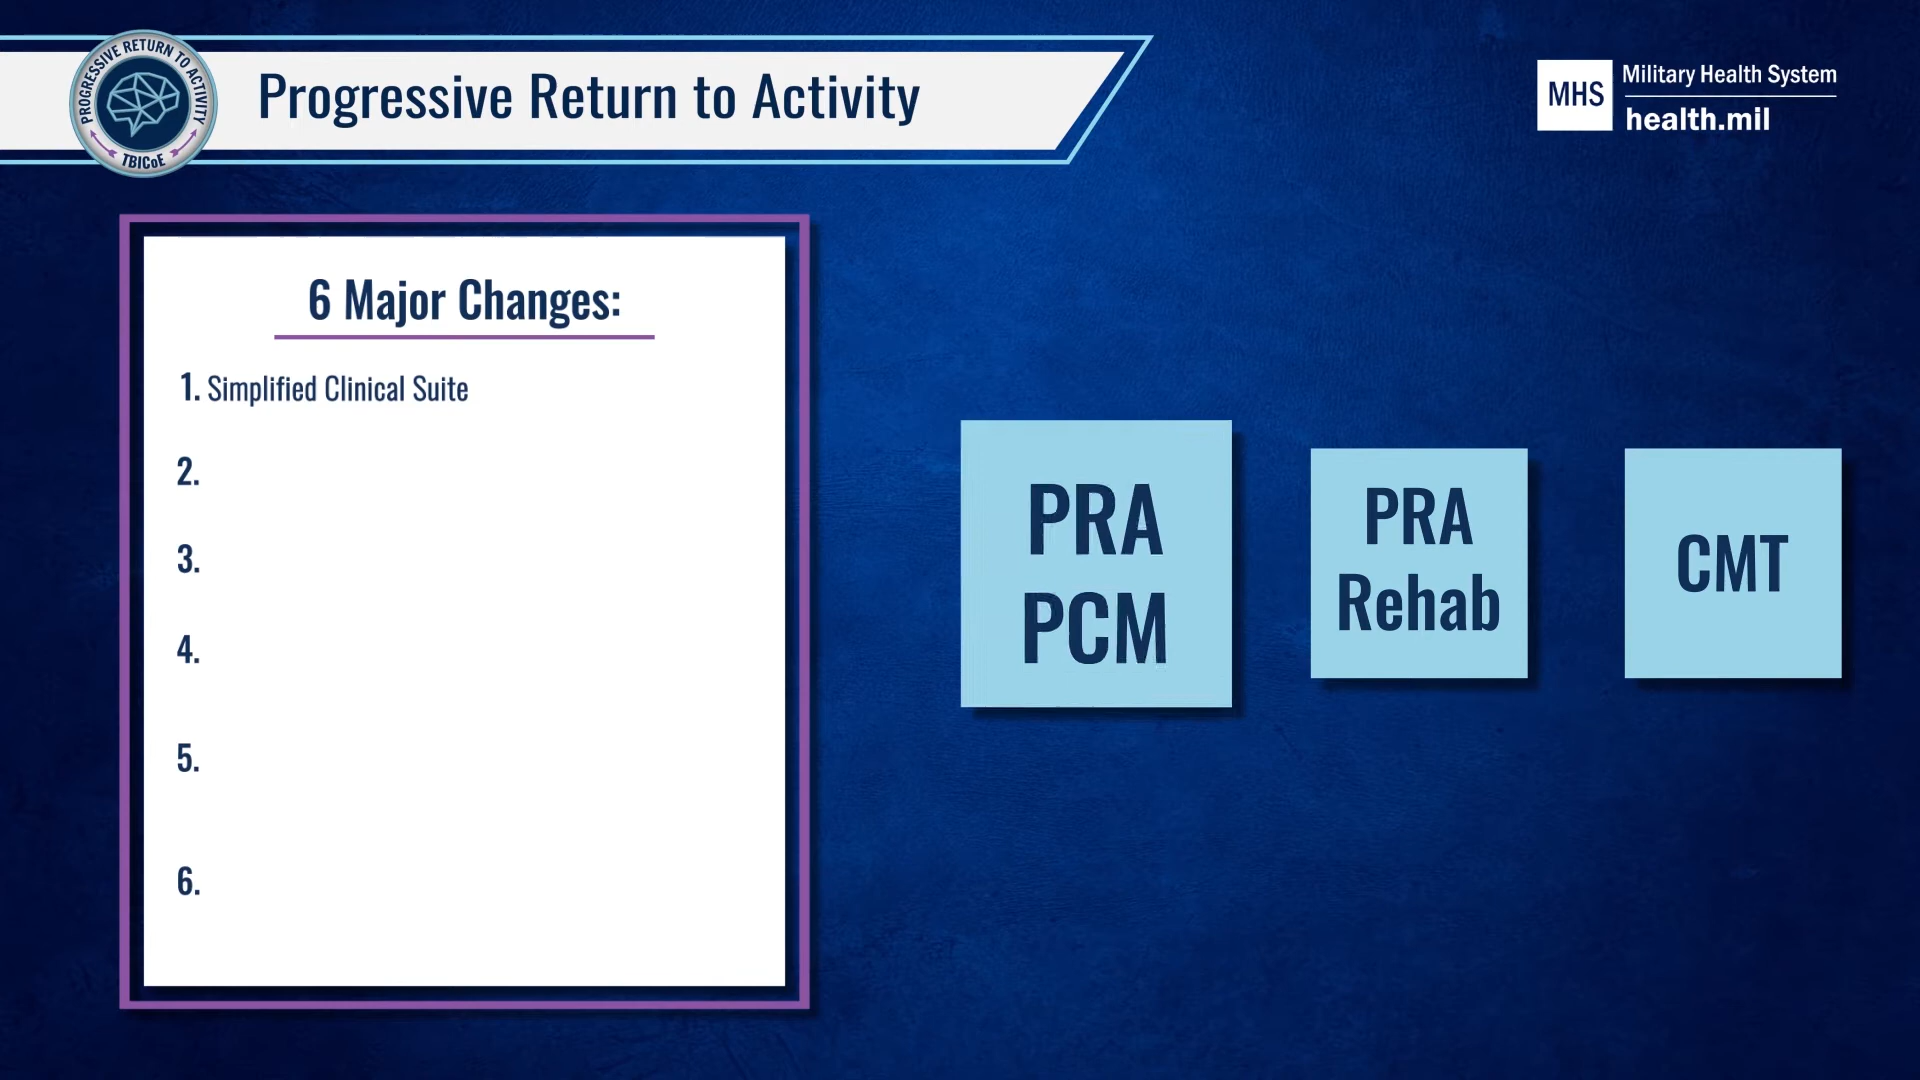 PROGRESSIVE RETURN TO ACTIVITY
TBICoE
Progressive Return to Activity
MHS
Military Health System
health.mil
6 Major Changes:
1. Simplified Clinical Suite
2.
3.
4.
5.
6.
PRA
PCM
PRA
Rehab
CMT